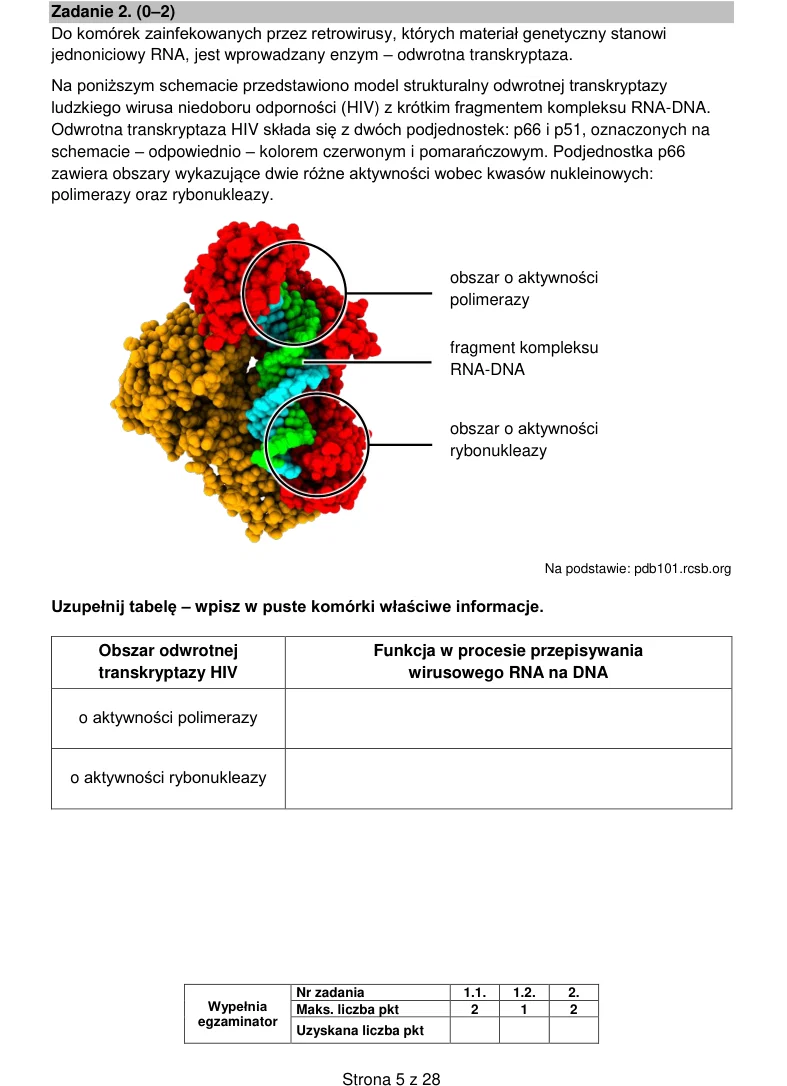 Zadanie 2. (0–2)
Do komórek zainfekowanych przez retrowirusy, których materiał genetyczny stanowi
jednoniciowy RNA, jest wprowadzany enzym – odwrotna transkryptaza.
Na poniższym schemacie przedstawiono model strukturalny odwrotnej transkryptazy
ludzkiego wirusa niedoboru odporności (HIV) z krótkim fragmentem kompleksu RNA-DNA.
Odwrotna transkryptaza HIV składa się z dwóch podjednostek: p66 i p51, oznaczonych na
schemacie – odpowiednio – kolorem czerwonym i pomarańczowym. Podjednostka p66
zawiera obszary wykazujące dwie różne aktywności wobec kwasów nukleinowych:
polimerazy oraz rybonukleazy.
obszar o aktywności
polimerazy
fragment kompleksu
RNA-DNA
obszar o aktywności
rybonukleazy
Na podstawie: pdb101.rcsb.org
Uzupełnij tabelę – wpisz w puste komórki właściwe informacje.
Obszar odwrotnej
transkryptazy HIV
Funkcja w procesie przepisywania
wirusowego RNA na DNA
o aktywności polimerazy
o aktywności rybonukleazy
Wypełnia
egzaminator
Nr zadania 1.1. 1.2. 2.
Maks. liczba pkt 2 1 2
Uzyskana liczba pkt
Strona 5 z 28